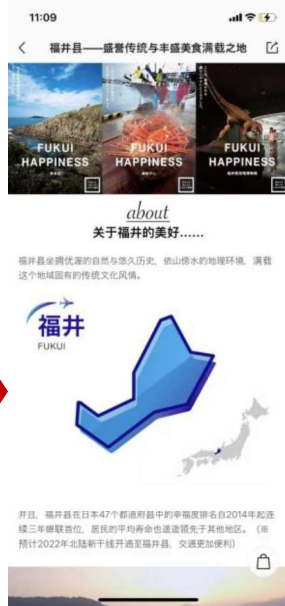 11:09
福井县——盛誉传统与丰盛美食满载之地
FUKUI
HAPPINESS
FUKUI
HAPPINESS
FUKUI
HAPPINESS
about
关于福井的美好......
福井县坐拥优渥的自然与悠久历史，依山傍水的地理环境，满载
这个地域固有的传统文化风情。
福井
FUKUI
并且，福井县在日本47个都道府县中的幸福度排名自2014年起连
续三年蝉联首位，居民的平均寿命也遥遥领先于其他地区。（※
预计2022年北陆新干线开通至福井县，交通更加便利）